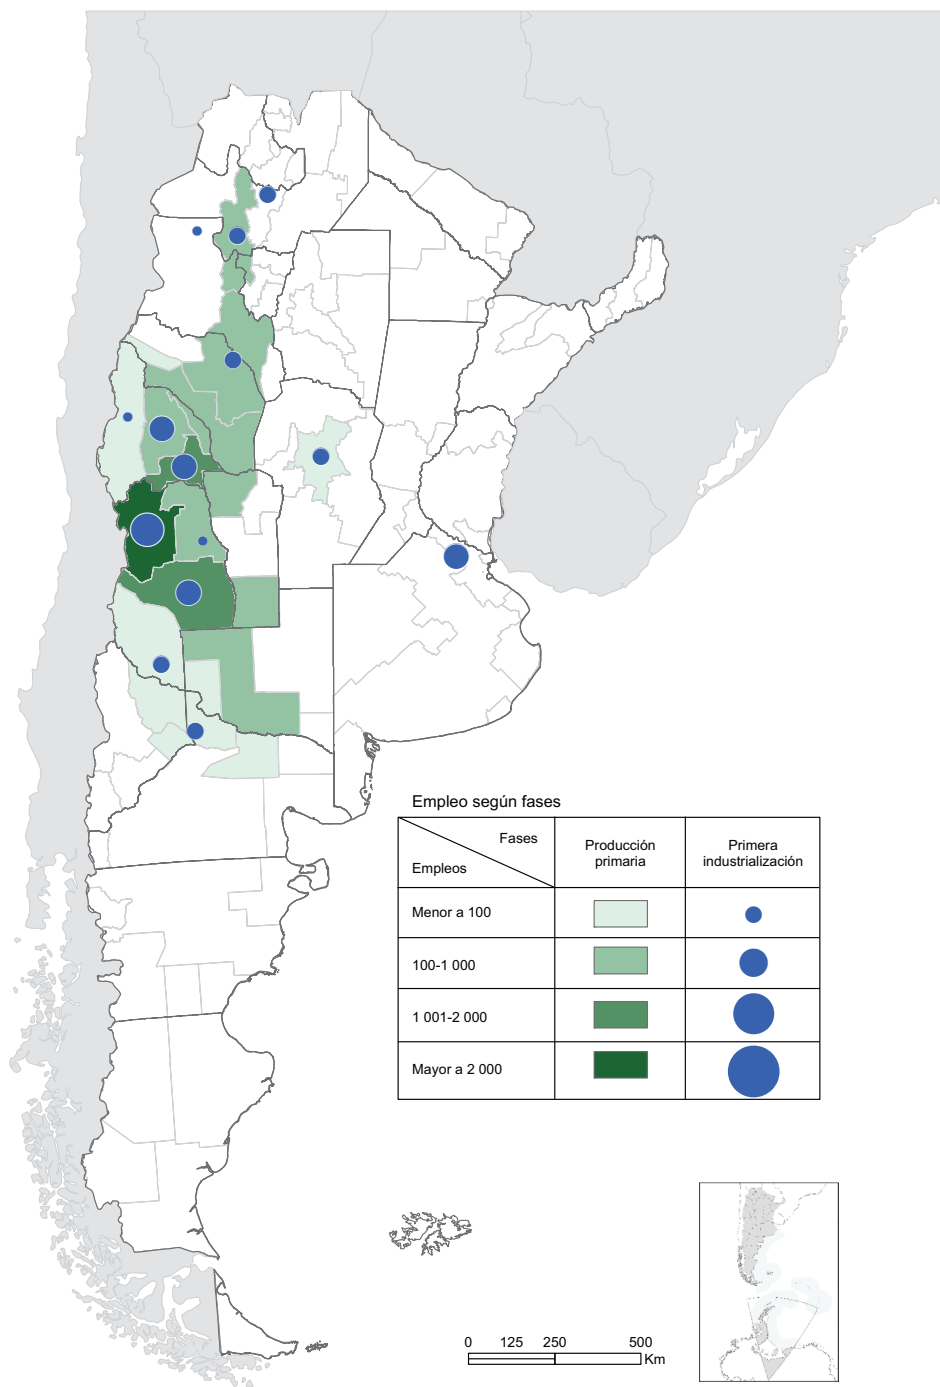 Empleo según fases
Fases
Empleos
Producción
primaria
Primera
industrialización
Menor a 100
100-1 000
1 001-2 000
Mayor a 2 000
0 125 250 500
Km